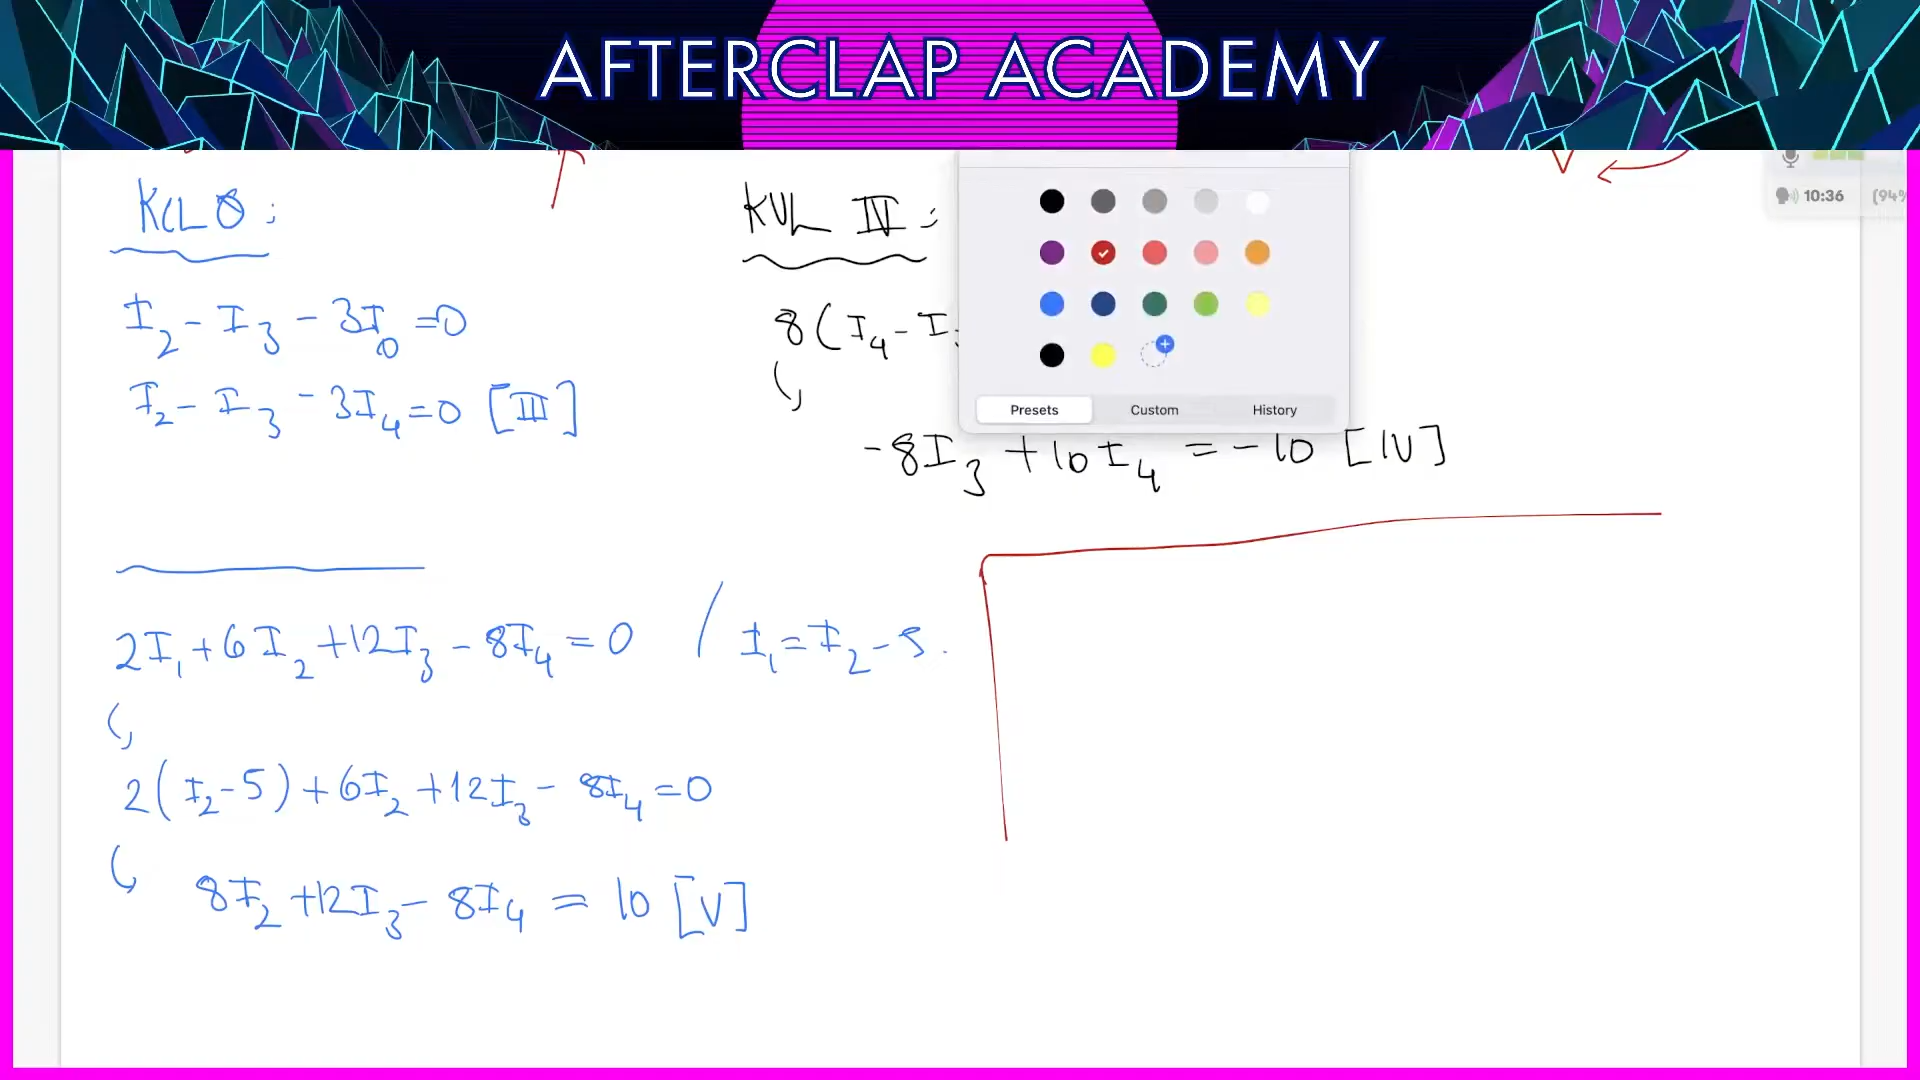 AFTERCLAP ACADEMY
10:36 (94%
KCL 8 :
I2 - I3 - 3I0 = 0
I2 - I3 - 3I4 = 0 [III]
KVL IV :
8(I4 - I
-8I3 + 10I4 = -10 [IV]
Presets Custom History
2I1 + 6I2 + 12I3 - 8I4 = 0 / I1 = I2 - 5.
2(I2 - 5) + 6I2 + 12I3 - 8I4 = 0
8I2 + 12I3 - 8I4 = 10 [V]